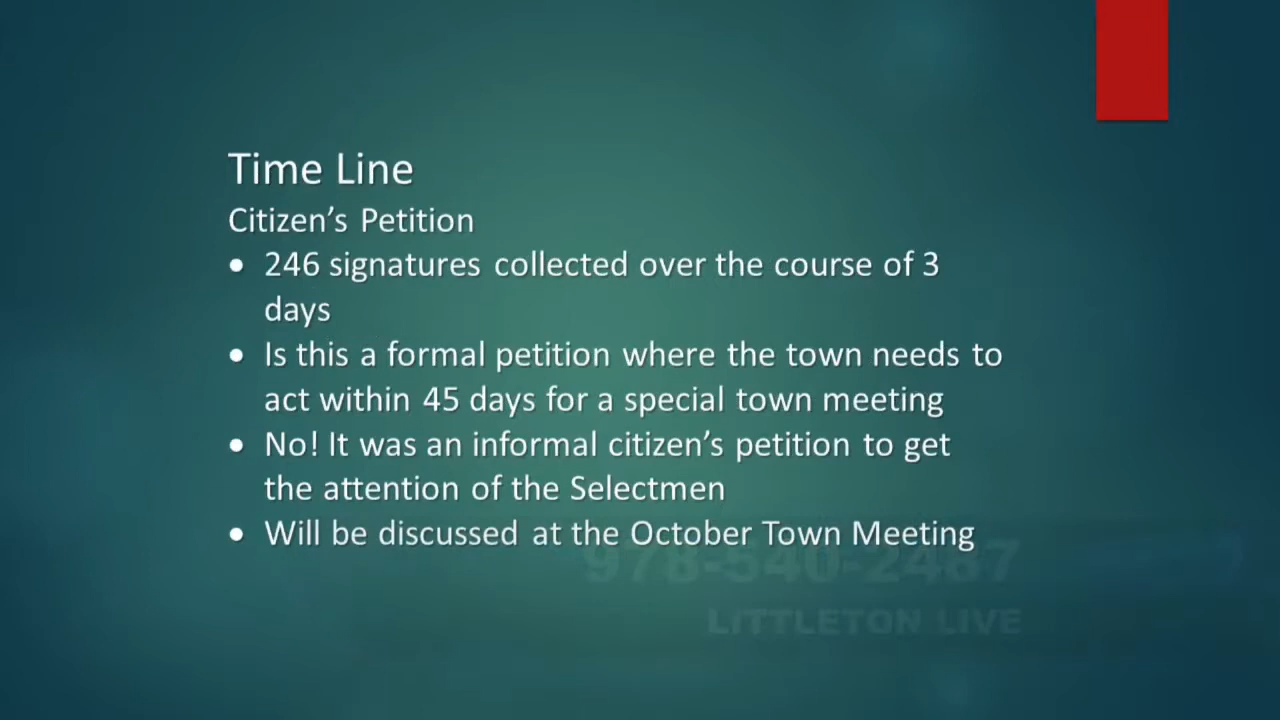 Time Line
Citizen’s Petition
• 246 signatures collected over the course of 3
days
• Is this a formal petition where the town needs to
act within 45 days for a special town meeting
• No! It was an informal citizen’s petition to get
the attention of the Selectmen
• Will be discussed at the October Town Meeting
978-540-2487
LITTLETON LIVE